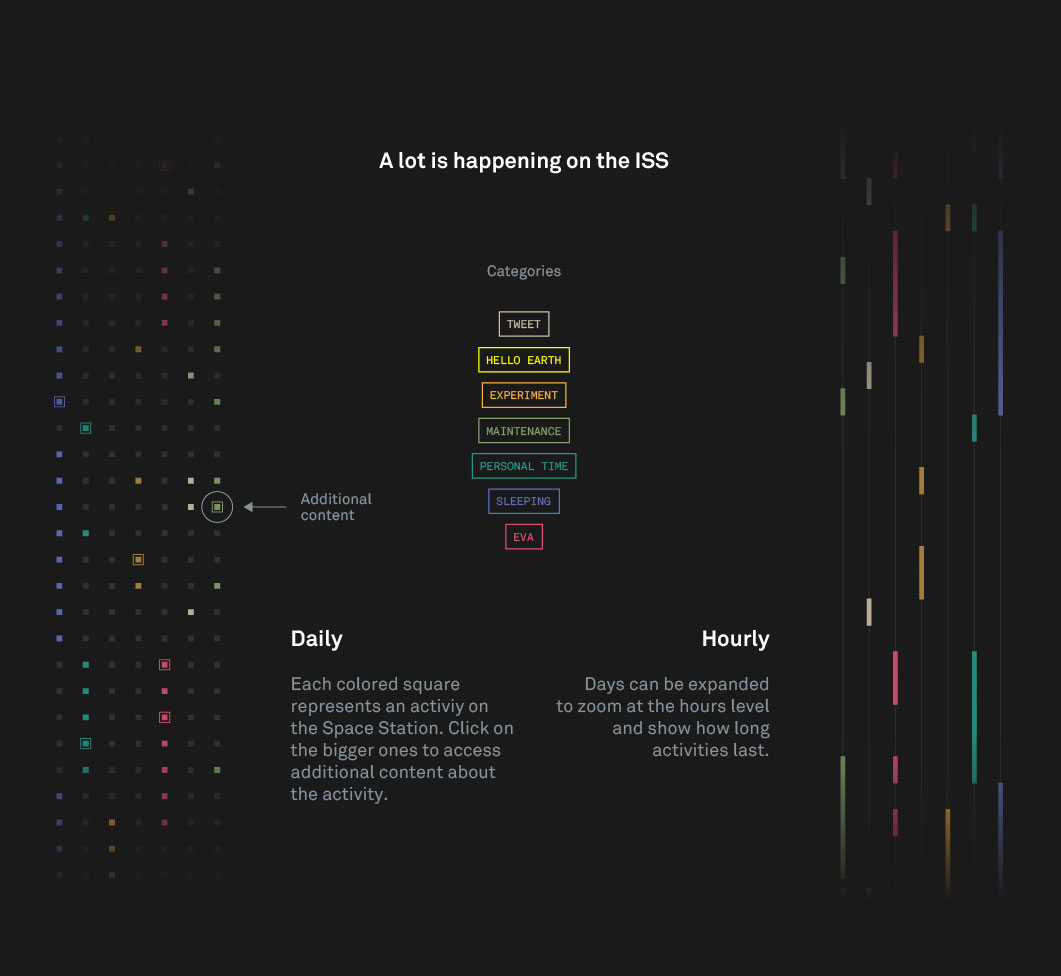 A lot is happening on the ISS
Categories
TWEET
HELLO EARTH
EXPERIMENT
MAINTENANCE
PERSONAL TIME
SLEEPING
EVA
Additional
content
Daily
Each colored square
represents an activiy on
the Space Station. Click on
the bigger ones to access
additional content about
the activity.
Hourly
Days can be expanded
to zoom at the hours level
and show how long
activities last.